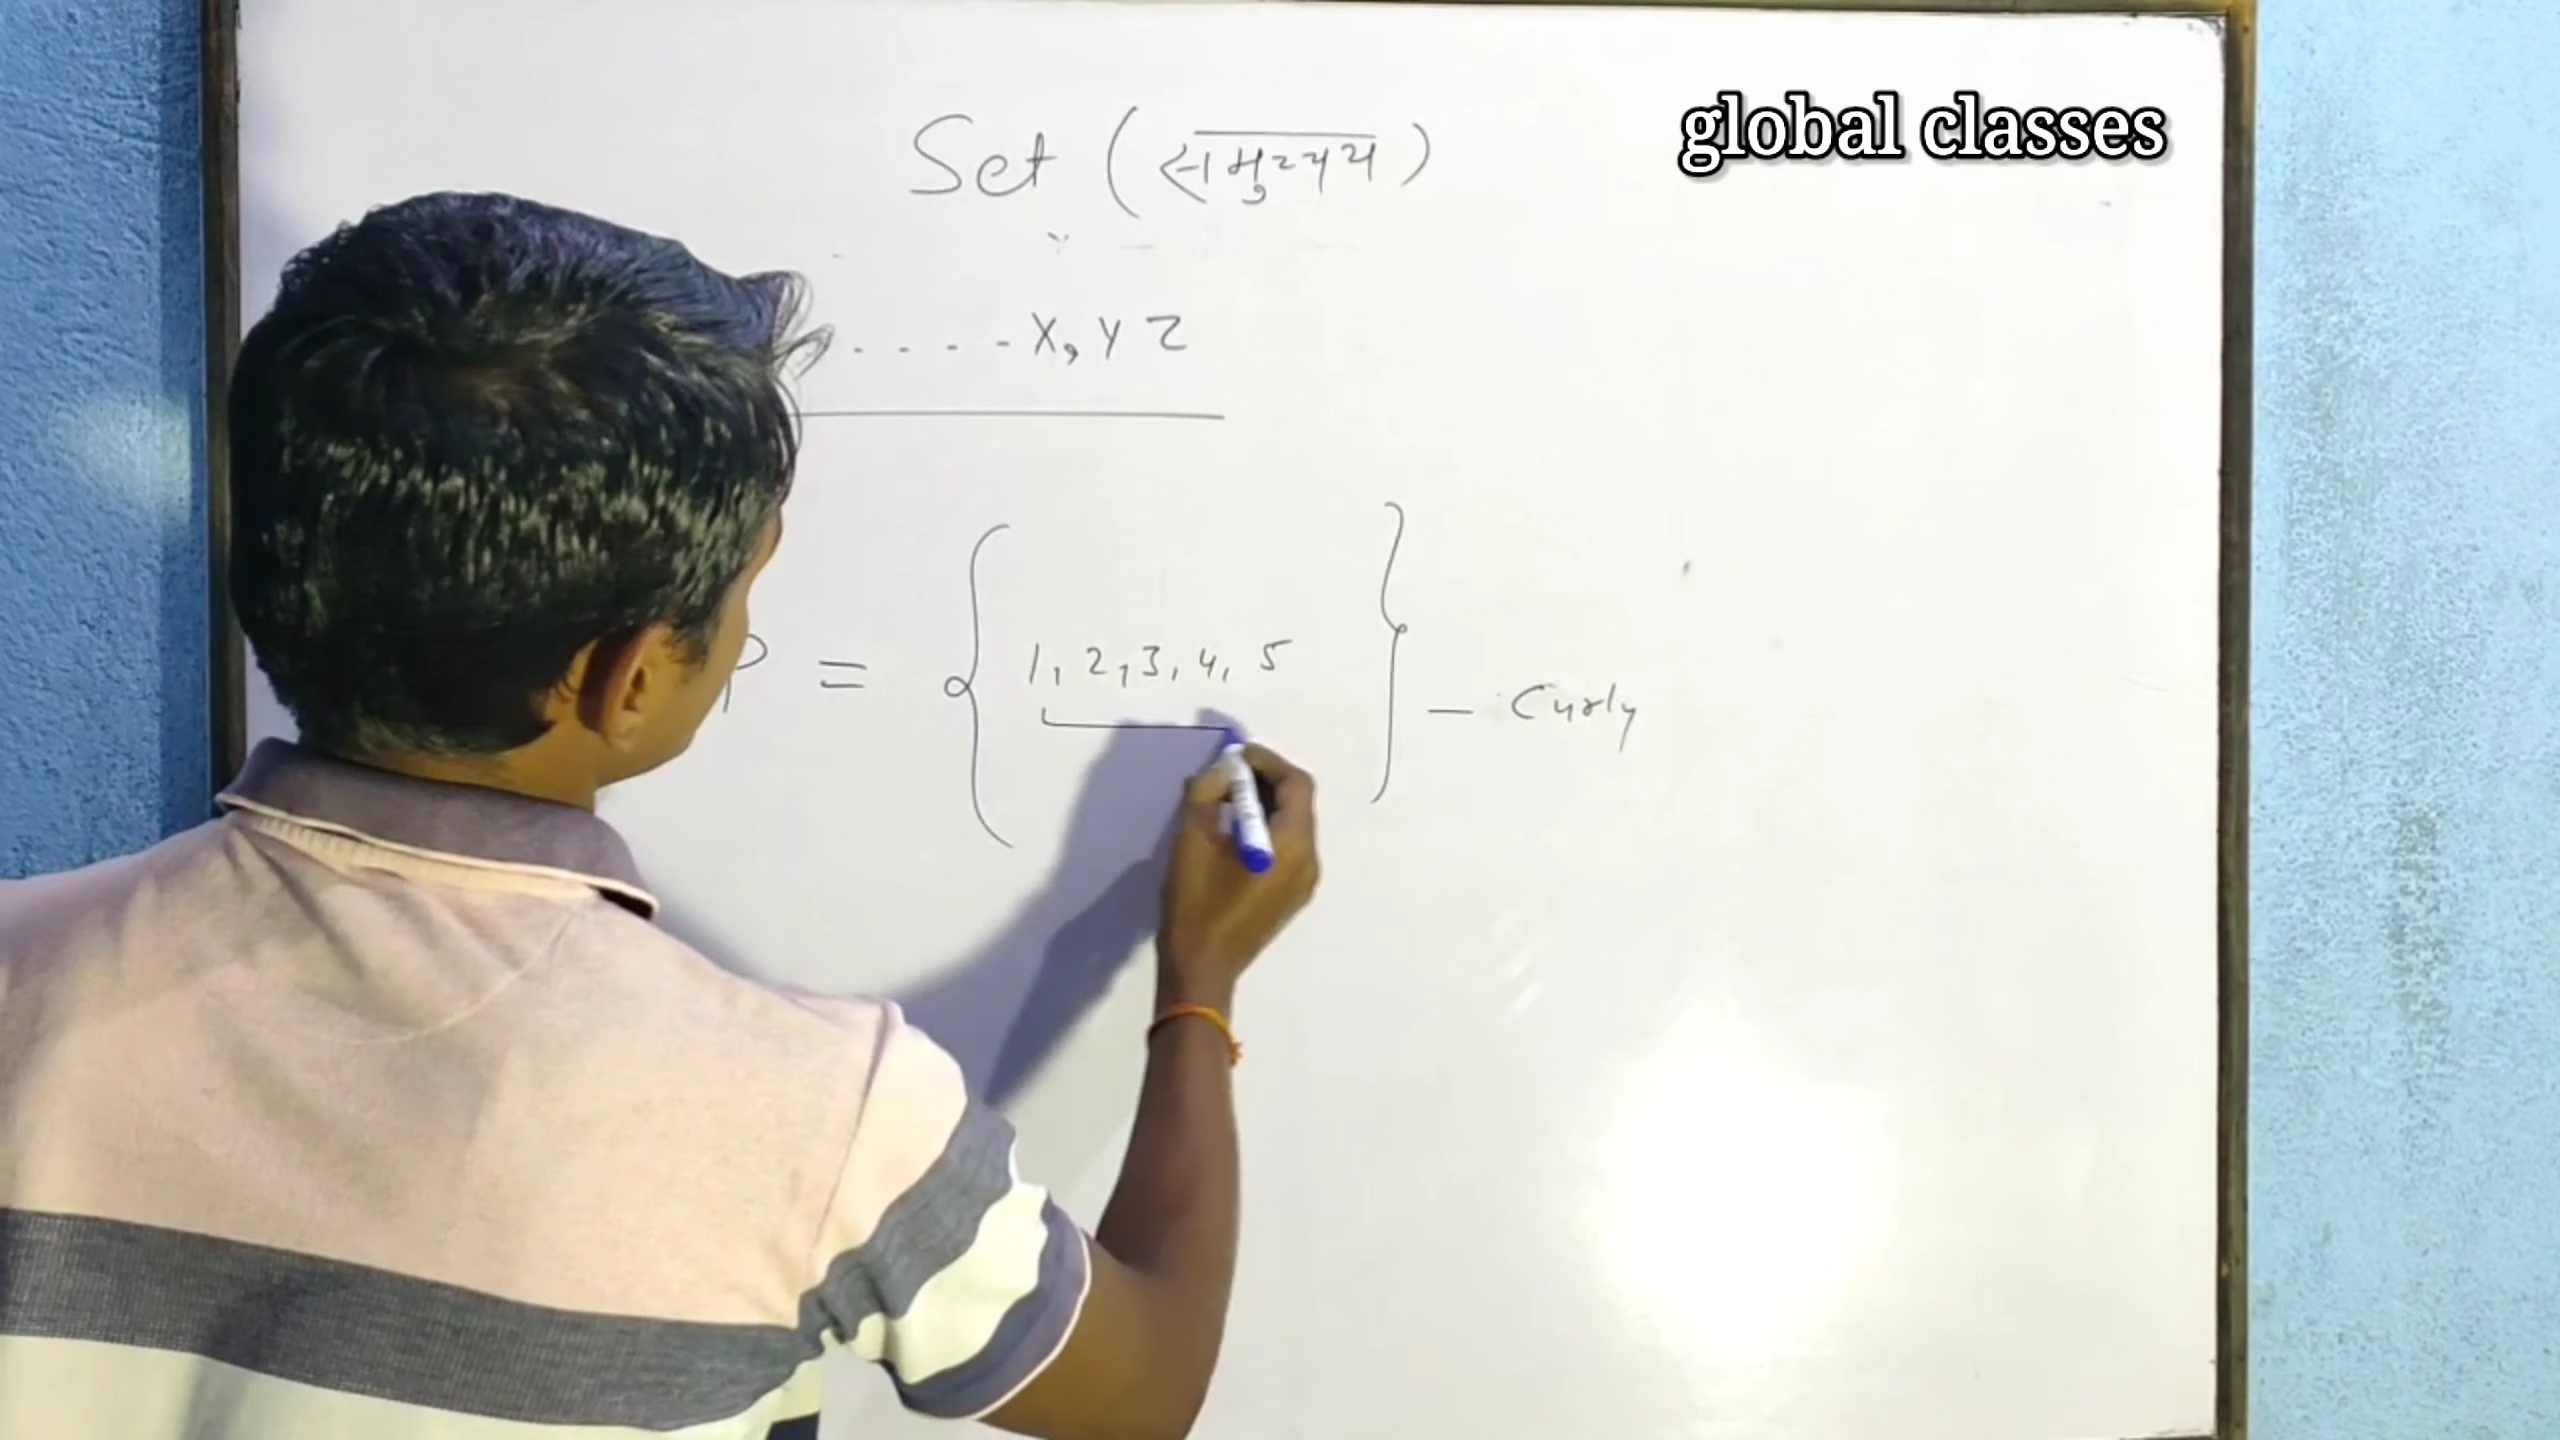 global classes
Set (समुच्चय)
. . . . - X, Y Z
P = { 1, 2, 3, 4, 5 } - Curly